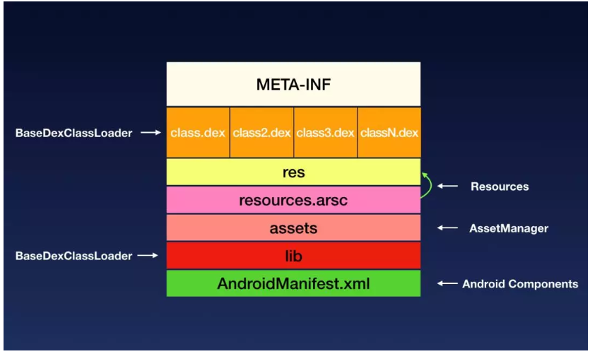 META-INF
BaseDexClassLoader
class.dex class2.dex class3.dex classN.dex
res
resources.arsc
Resources
assets
AssetManager
BaseDexClassLoader
lib
AndroidManifest.xml
Android Components